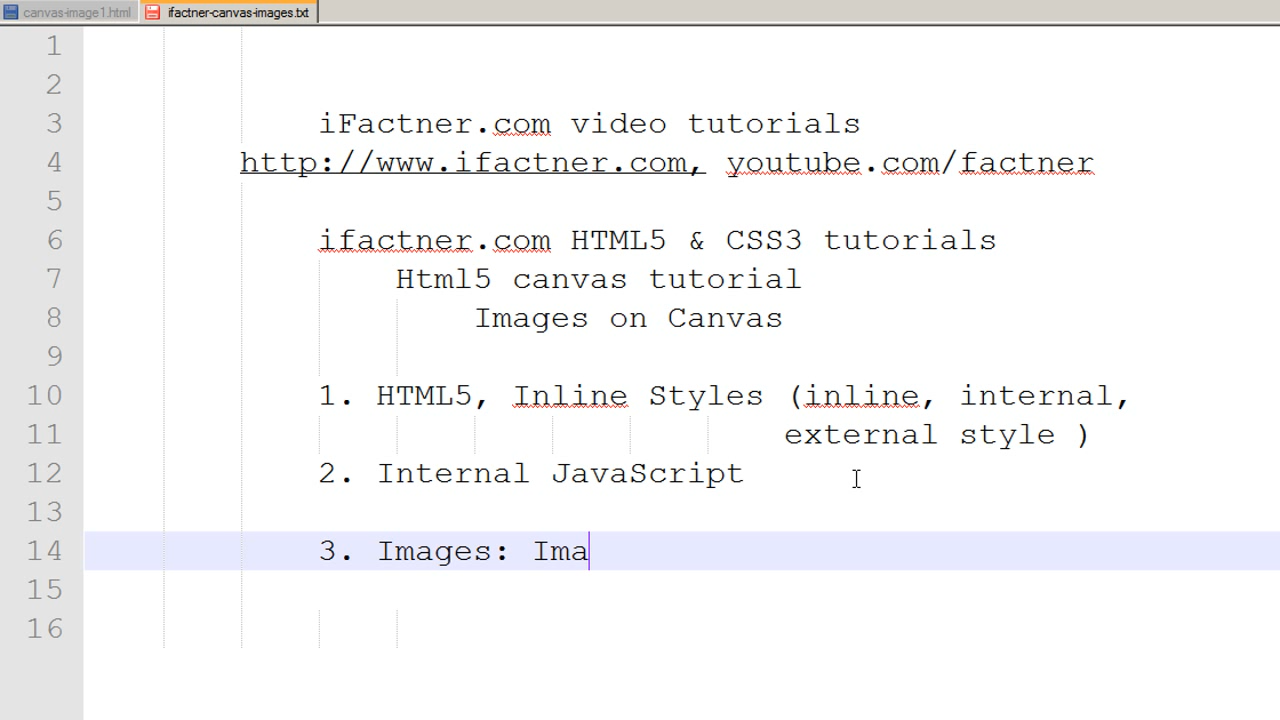 canvas-image1.html ifactner-canvas-images.txt
1
2
3 iFactner.com video tutorials
4 http://www.ifactner.com, youtube.com/factner
5
6 ifactner.com HTML5 & CSS3 tutorials
7 Html5 canvas tutorial
8 Images on Canvas
9
10 1. HTML5, Inline Styles (inline, internal,
11 external style )
12 2. Internal JavaScript
13
14 3. Images: Ima
15
16